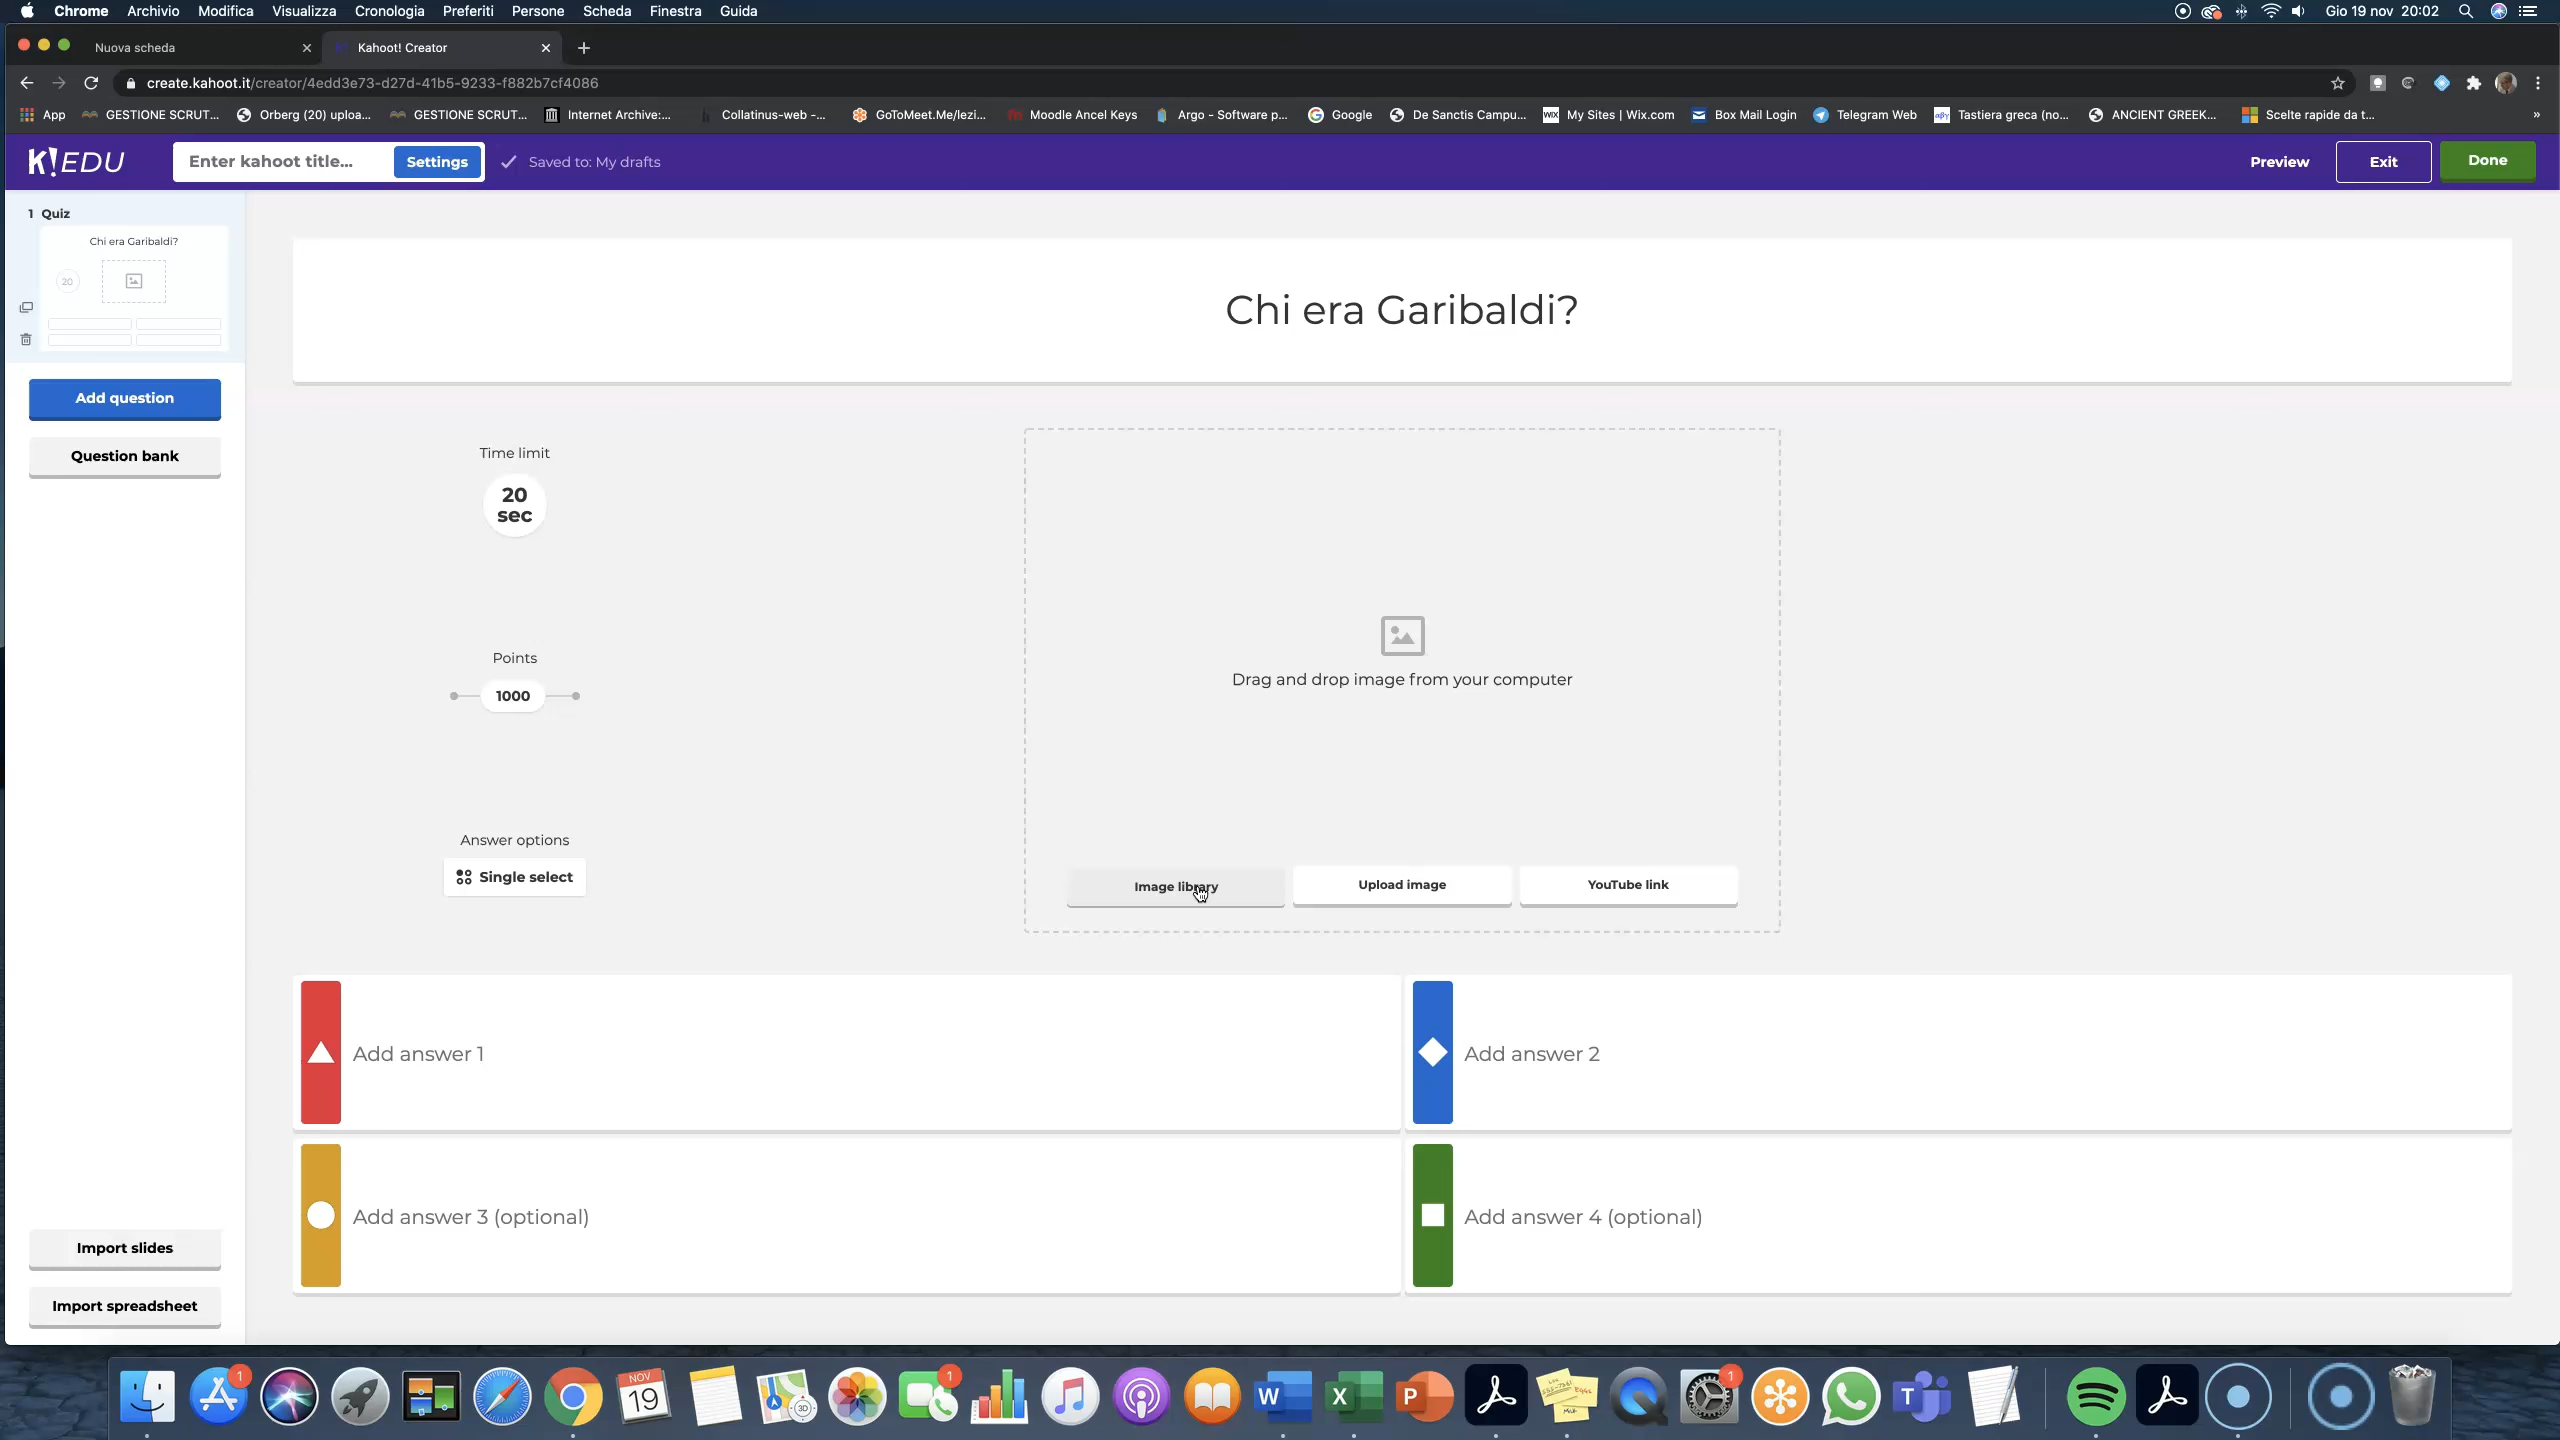 Chrome Archivio Modifica Visualizza Cronologia Preferiti Persone Scheda Finestra Guida Gio 19 nov 20:02
Nuova scheda Kahoot! Creator
create.kahoot.it/creator/4edd3e73-d27d-41b5-9233-f882b7cf4086
App GESTIONE SCRUT... Orberg (20) uploa... GESTIONE SCRUT... Internet Archive:... Collatinus-web -... GoToMeet.Me/lezi... Moodle Ancel Keys Argo - Software p... Google De Sanctis Campu... My Sites | Wix.com Box Mail Login Telegram Web Tastiera greca (no... ANCIENT GREEK... Scelte rapide da t... »
K!EDU Enter kahoot title... Settings Saved to: My drafts Preview Exit Done
1 Quiz
Chi era Garibaldi?
20
Add question
Question bank
Import slides
Import spreadsheet
Chi era Garibaldi?
Time limit
20
sec
Points
1000
Answer options
Single select
Drag and drop image from your computer
Image library Upload image YouTube link
Add answer 1
Add answer 2
Add answer 3 (optional)
Add answer 4 (optional)
1
NOV
19
3D
1
W
X
P
1
T